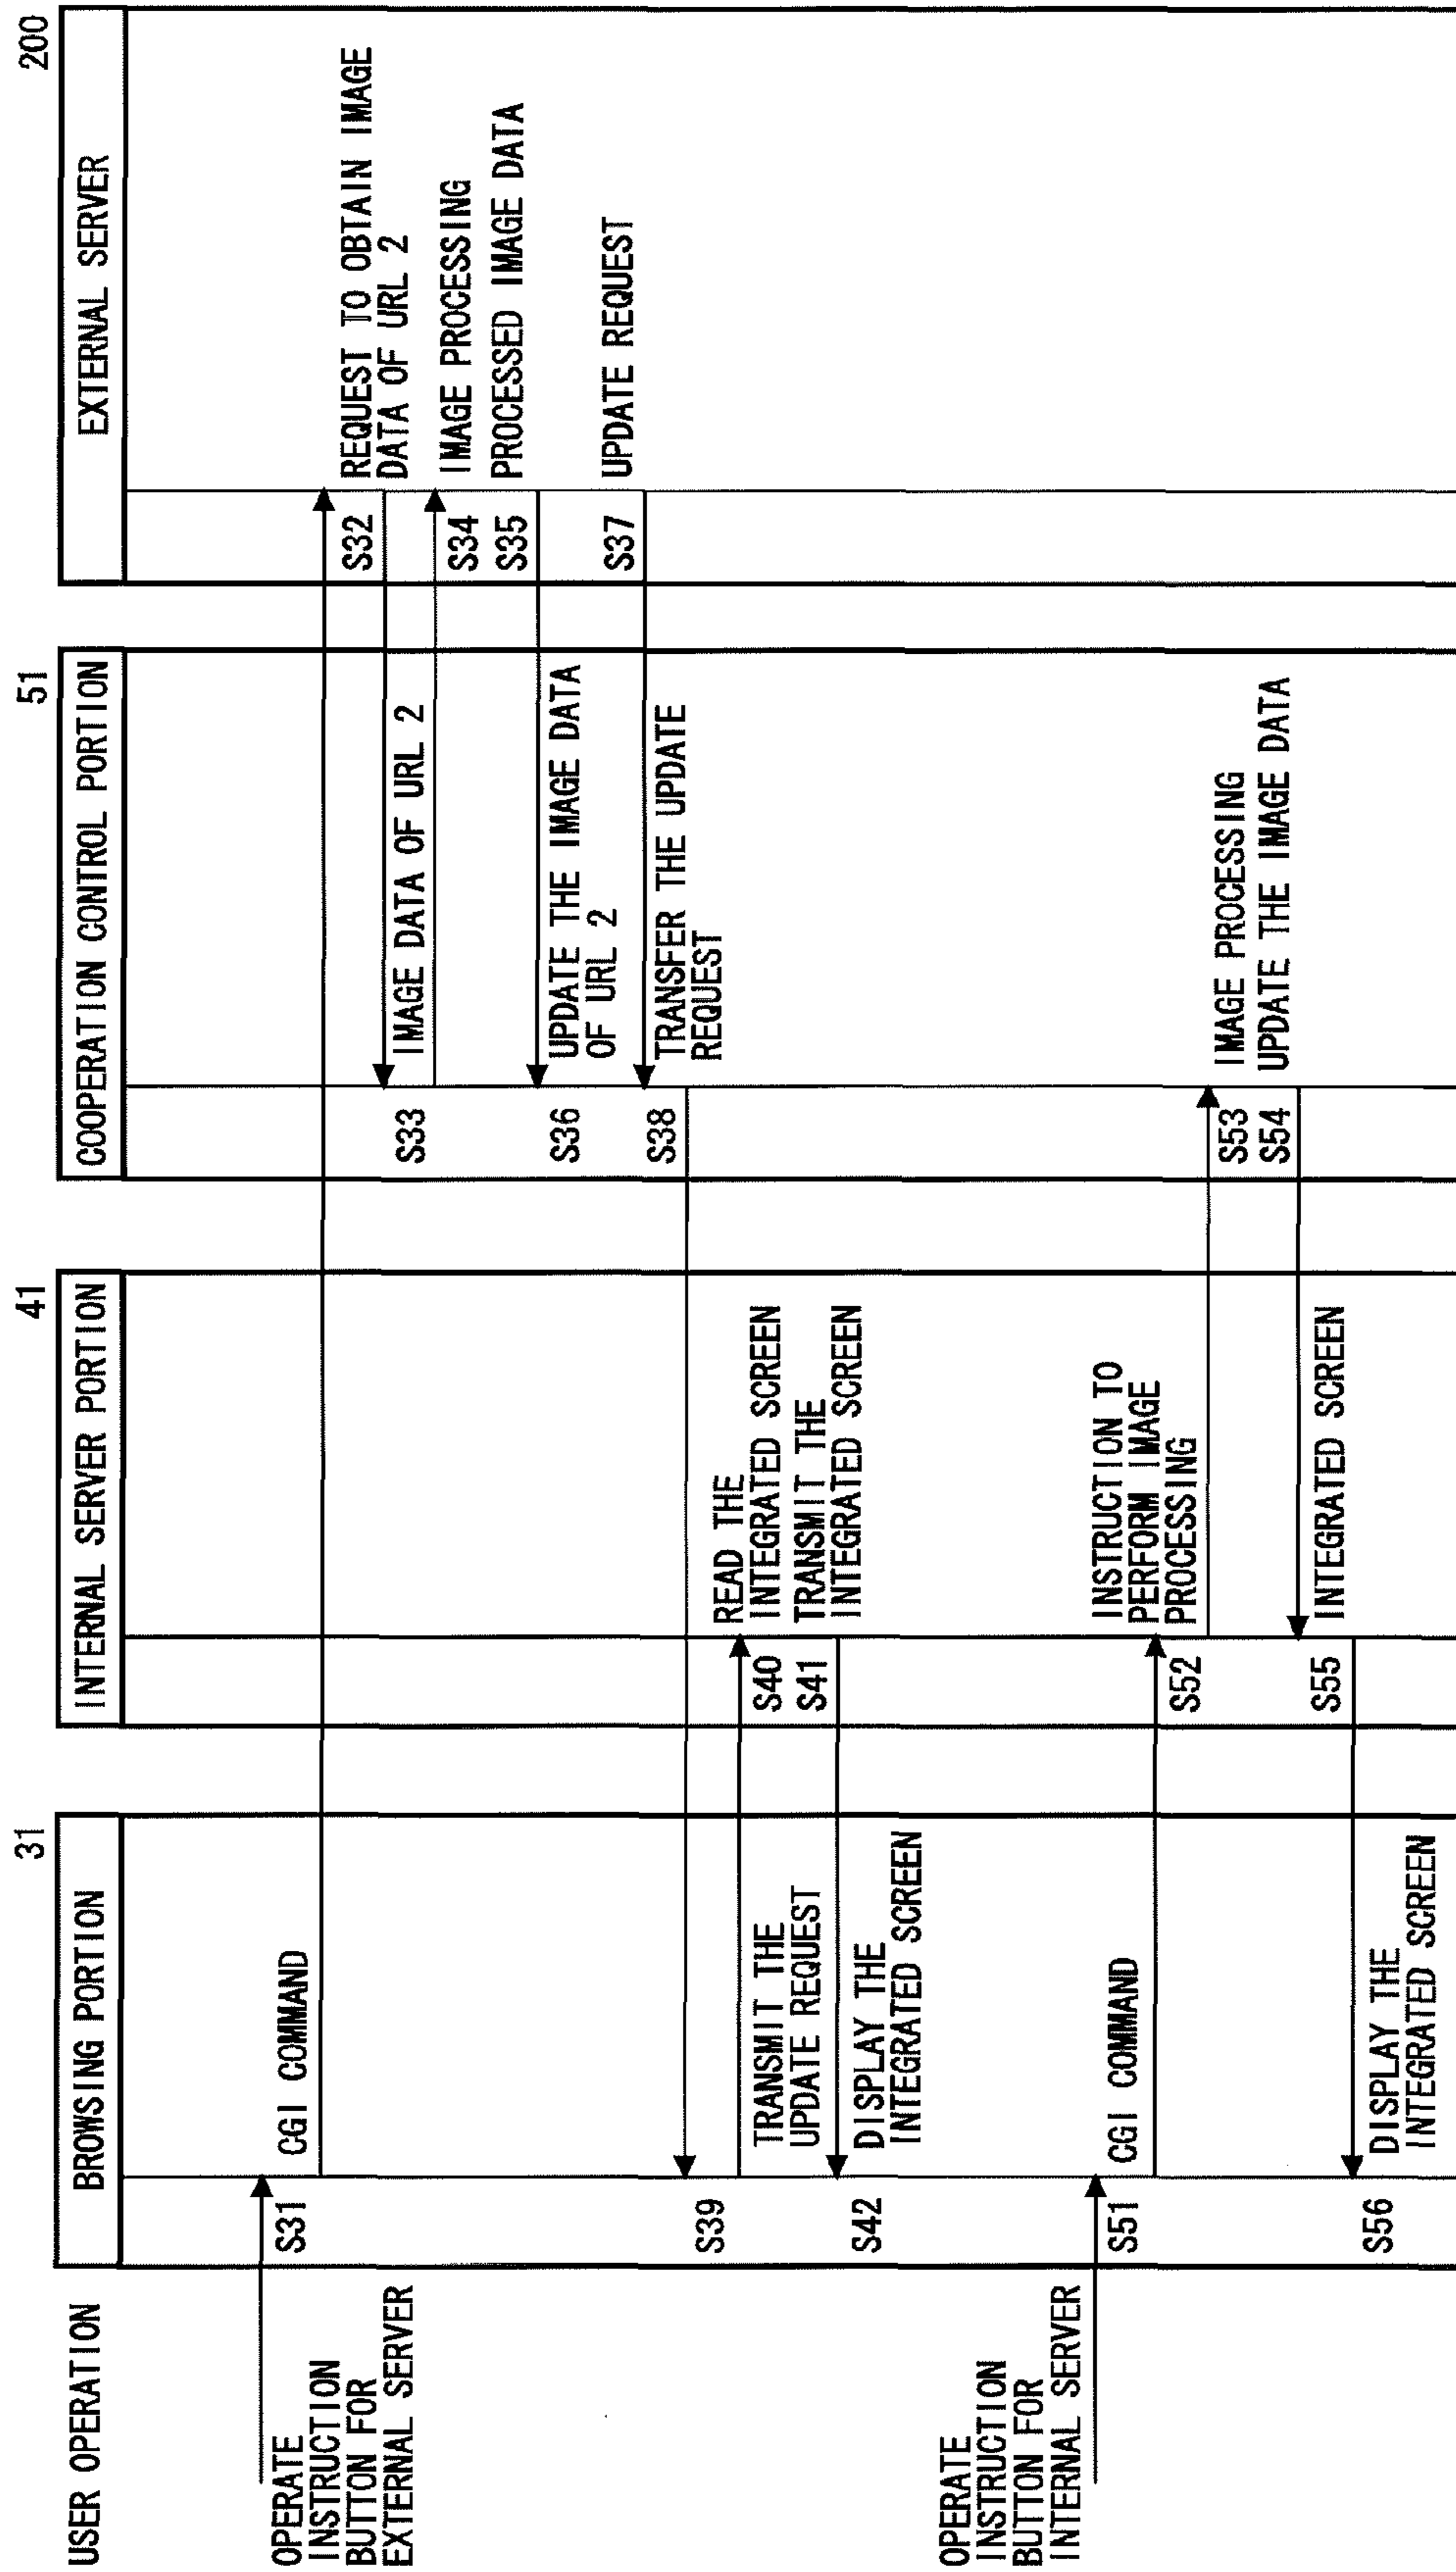 USER OPERATION
31
BROWSING PORTION
41
INTERNAL SERVER PORTION
51
COOPERATION CONTROL PORTION
200
EXTERNAL SERVER
OPERATE
INSTRUCTION
BUTTON FOR
EXTERNAL SERVER
S31
CGI COMMAND
S32
REQUEST TO OBTAIN IMAGE
DATA OF URL 2
S33
IMAGE DATA OF URL 2
S34
IMAGE PROCESSING
S35
PROCESSED IMAGE DATA
S36
UPDATE THE IMAGE DATA
OF URL 2
S37
UPDATE REQUEST
S38
TRANSFER THE UPDATE
REQUEST
S39
TRANSMIT THE
UPDATE REQUEST
S40
READ THE
INTEGRATED SCREEN
S41
TRANSMIT THE
INTEGRATED SCREEN
S42
DISPLAY THE
INTEGRATED SCREEN
OPERATE
INSTRUCTION
BUTTON FOR
INTERNAL SERVER
S51
CGI COMMAND
S52
INSTRUCTION TO
PERFORM IMAGE
PROCESSING
S53
IMAGE PROCESSING
S54
UPDATE THE IMAGE DATA
S55
INTEGRATED SCREEN
S56
DISPLAY THE
INTEGRATED SCREEN